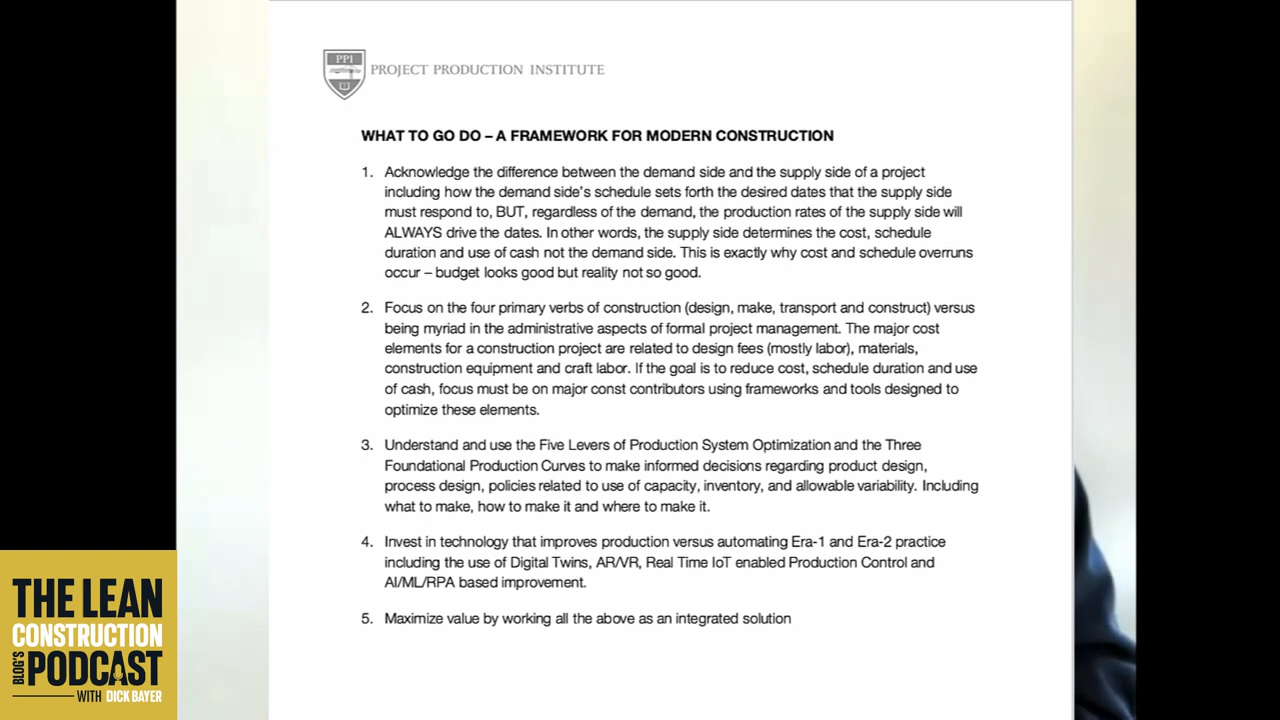 PPI
PROJECT PRODUCTION INSTITUTE
WHAT TO GO DO – A FRAMEWORK FOR MODERN CONSTRUCTION
1. Acknowledge the difference between the demand side and the supply side of a project
including how the demand side's schedule sets forth the desired dates that the supply side
must respond to, BUT, regardless of the demand, the production rates of the supply side will
ALWAYS drive the dates. In other words, the supply side determines the cost, schedule
duration and use of cash not the demand side. This is exactly why cost and schedule overruns
occur – budget looks good but reality not so good.
2. Focus on the four primary verbs of construction (design, make, transport and construct) versus
being myriad in the administrative aspects of formal project management. The major cost
elements for a construction project are related to design fees (mostly labor), materials,
construction equipment and craft labor. If the goal is to reduce cost, schedule duration and use
of cash, focus must be on major const contributors using frameworks and tools designed to
optimize these elements.
3. Understand and use the Five Levers of Production System Optimization and the Three
Foundational Production Curves to make informed decisions regarding product design,
process design, policies related to use of capacity, inventory, and allowable variability. Including
what to make, how to make it and where to make it.
4. Invest in technology that improves production versus automating Era-1 and Era-2 practice
including the use of Digital Twins, AR/VR, Real Time IoT enabled Production Control and
AI/ML/RPA based improvement.
5. Maximize value by working all the above as an integrated solution
THE LEAN
CONSTRUCTION
BLOG'S PODCAST
WITH DICK BAYER